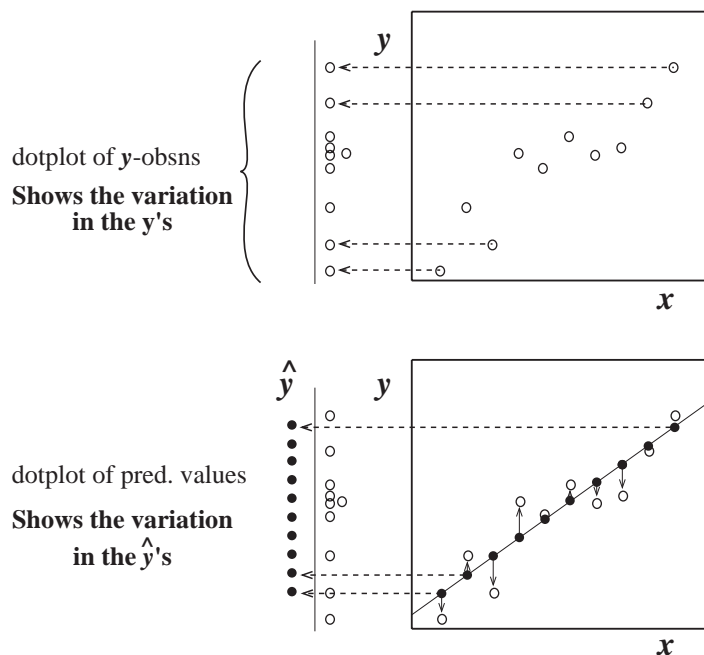 y
dotplot of y-obsns
Shows the variation
in the y's
x
ŷ
y
dotplot of pred. values
Shows the variation
in the ŷ's
x